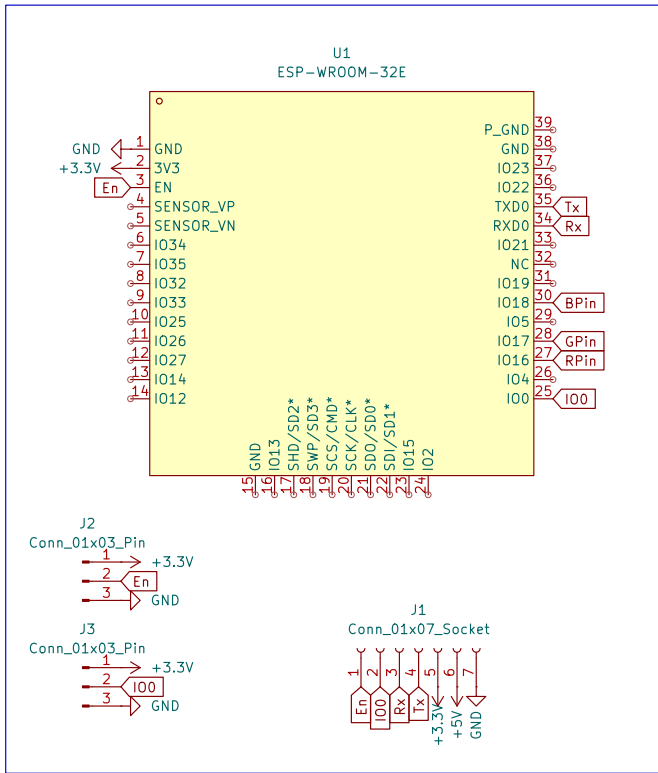 U1
ESP-WROOM-32E
GND 1 GND
+3.3V 2 3V3
En 3 EN
4 SENSOR_VP
5 SENSOR_VN
6 IO34
7 IO35
8 IO32
9 IO33
10 IO25
11 IO26
12 IO27
13 IO14
14 IO12
P_GND 39
GND 38
IO23 37
IO22 36
TXD0 35 Tx
RXD0 34 Rx
IO21 33
NC 32
IO19 31
IO18 30 BPin
IO5 29
IO17 28 GPin
IO16 27 RPin
IO4 26
IO0 25 IO0
GND 15
IO13 16
SHD/SD2* 17
SWP/SD3* 18
SCS/CMD* 19
SCK/CLK* 20
SDO/SD0* 21
SDI/SD1* 22
IO15 23
IO2 24
J2
Conn_01x03_Pin
1 +3.3V
2 En
3 GND
J3
Conn_01x03_Pin
1 +3.3V
2 IO0
3 GND
J1
Conn_01x07_Socket
1 En
2 IO0
3 Rx
4 Tx
5 +3.3V
6 +5V
7 GND